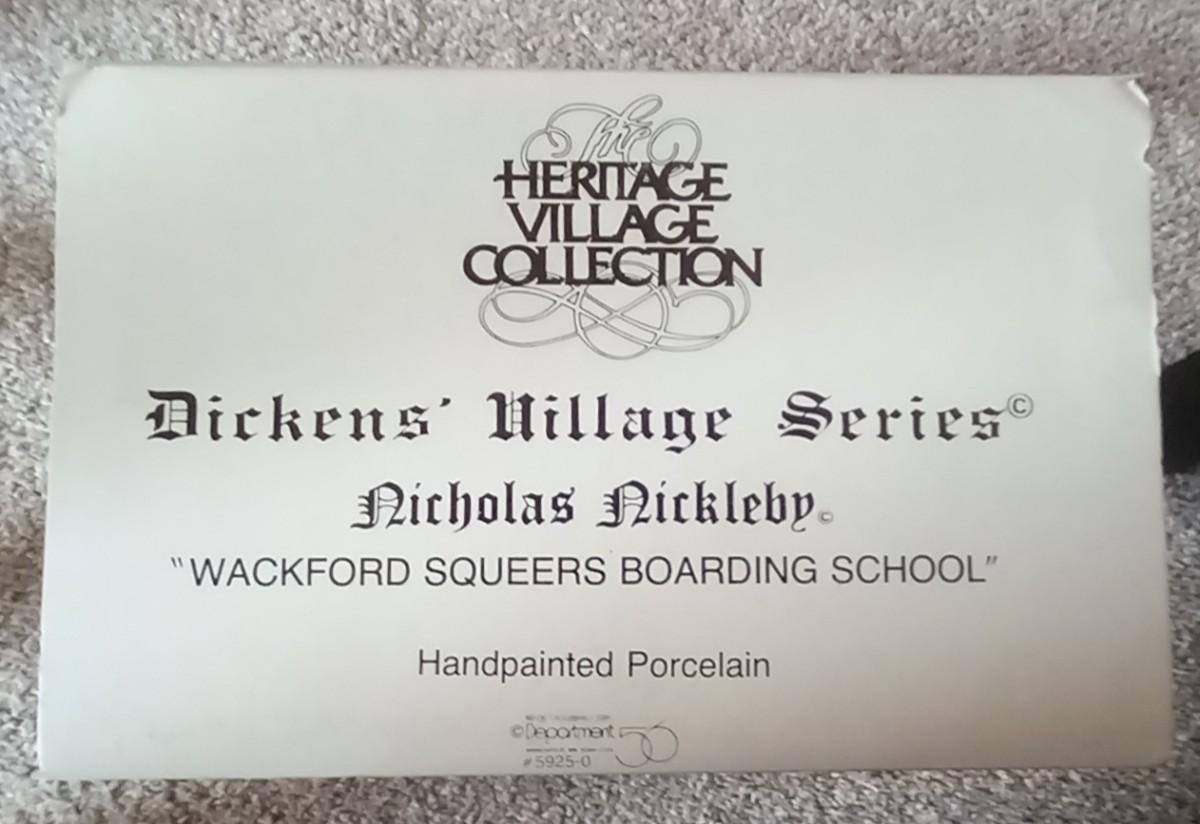 The
HERITAGE
VILLAGE
COLLECTION
Dickens' Village Series©
Nicholas Nickleby©
"WACKFORD SQUEERS BOARDING SCHOOL"
Handpainted Porcelain
©Department 56
#5925-0